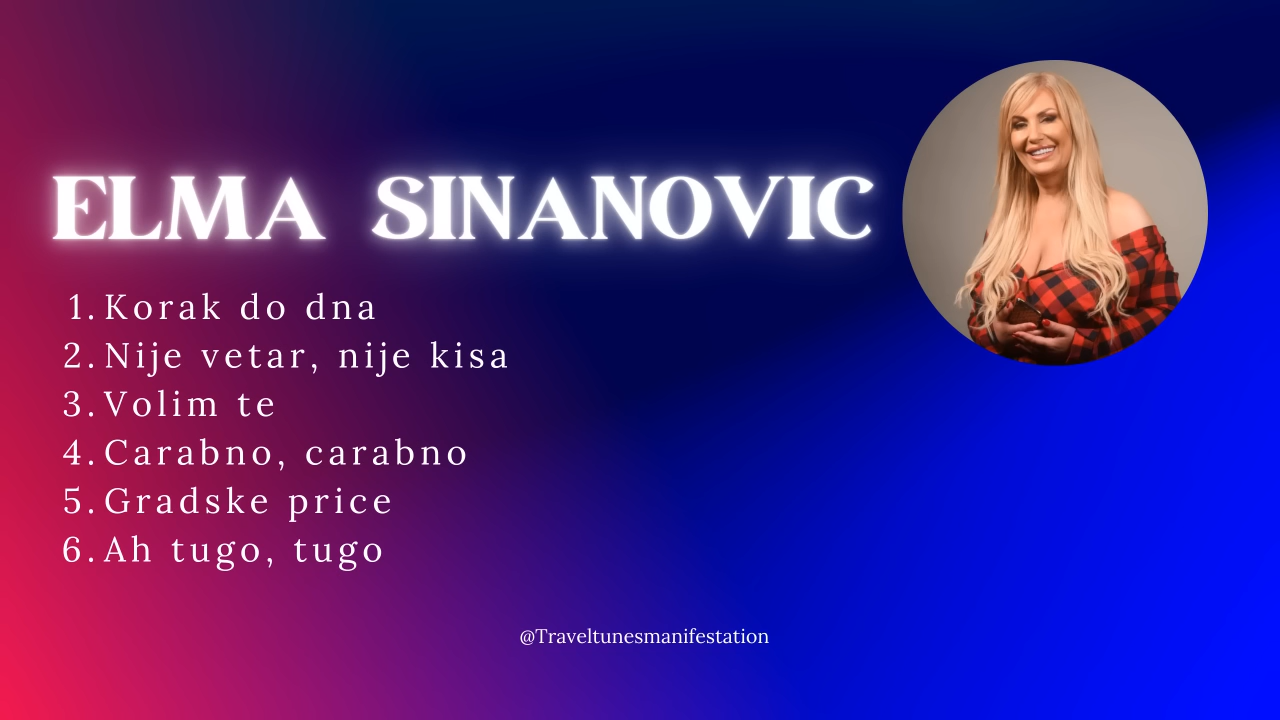 ELMA SINANOVIC
1. Korak do dna
2. Nije vetar, nije kisa
3. Volim te
4. Carabno, carabno
5. Gradske price
6. Ah tugo, tugo
@Traveltunesmanifestation